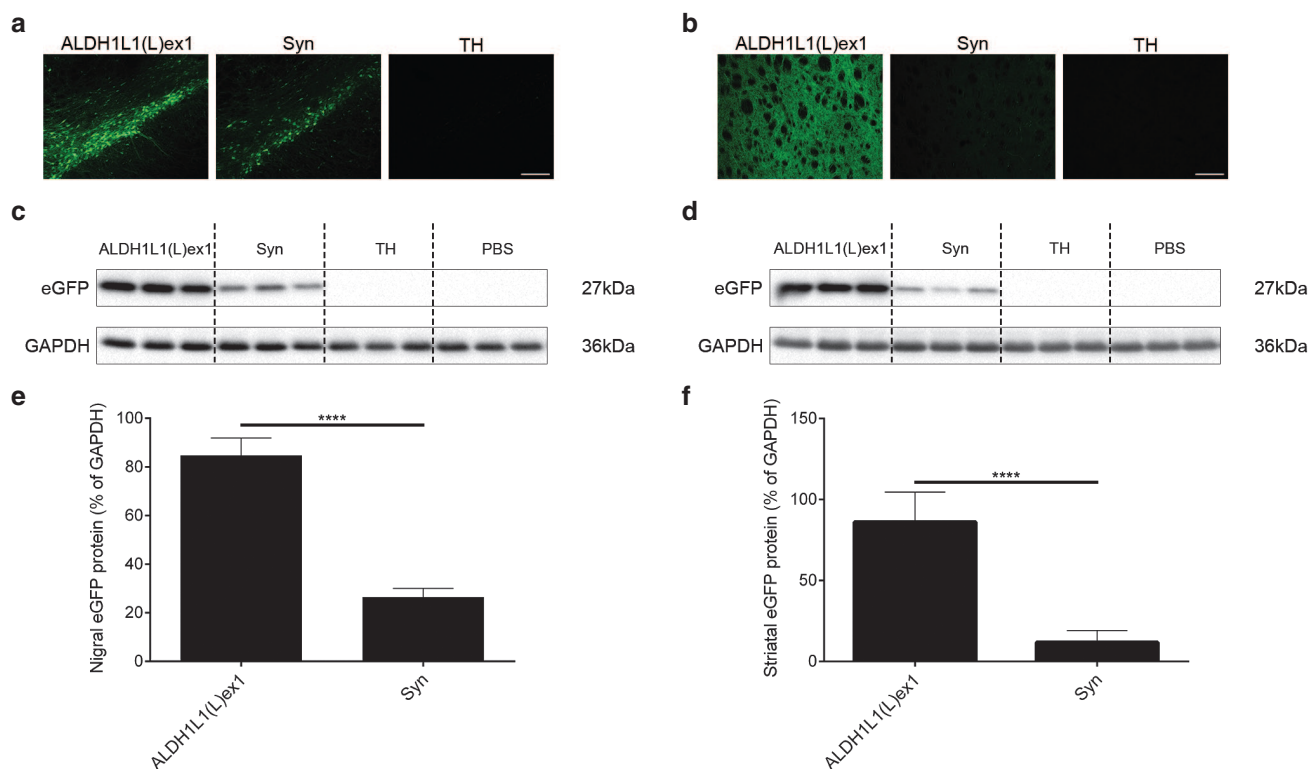 a
ALDH1L1(L)ex1 Syn TH
b
ALDH1L1(L)ex1 Syn TH
c
ALDH1L1(L)ex1 Syn TH PBS
eGFP 27kDa
GAPDH 36kDa
d
ALDH1L1(L)ex1 Syn TH PBS
eGFP 27kDa
GAPDH 36kDa
e
Nigral eGFP protein (% of GAPDH)
100
80
60
40
20
0
****
ALDH1L1(L)ex1
Syn
f
Striatal eGFP protein (% of GAPDH)
150
100
50
0
****
ALDH1L1(L)ex1
Syn